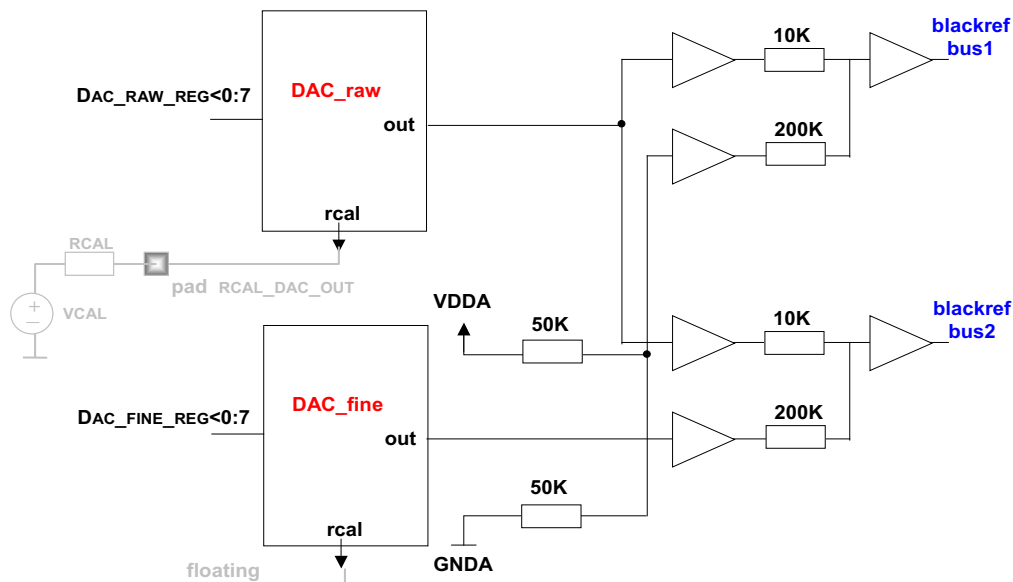 blackref
bus1
10K
DAC_RAW_REG<0:7
DAC_raw
out
200K
rcal
RCAL
pad RCAL_DAC_OUT
VCAL
VDDA
50K
blackref
bus2
10K
DAC_FINE_REG<0:7
DAC_fine
out
200K
50K
rcal
GNDA
floating